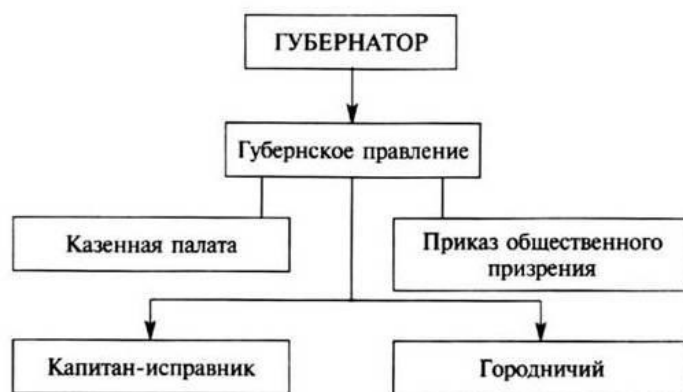 ГУБЕРНАТОР
Губернское правление
Казенная палата
Приказ общественного
призрения
Капитан-исправник
Городничий